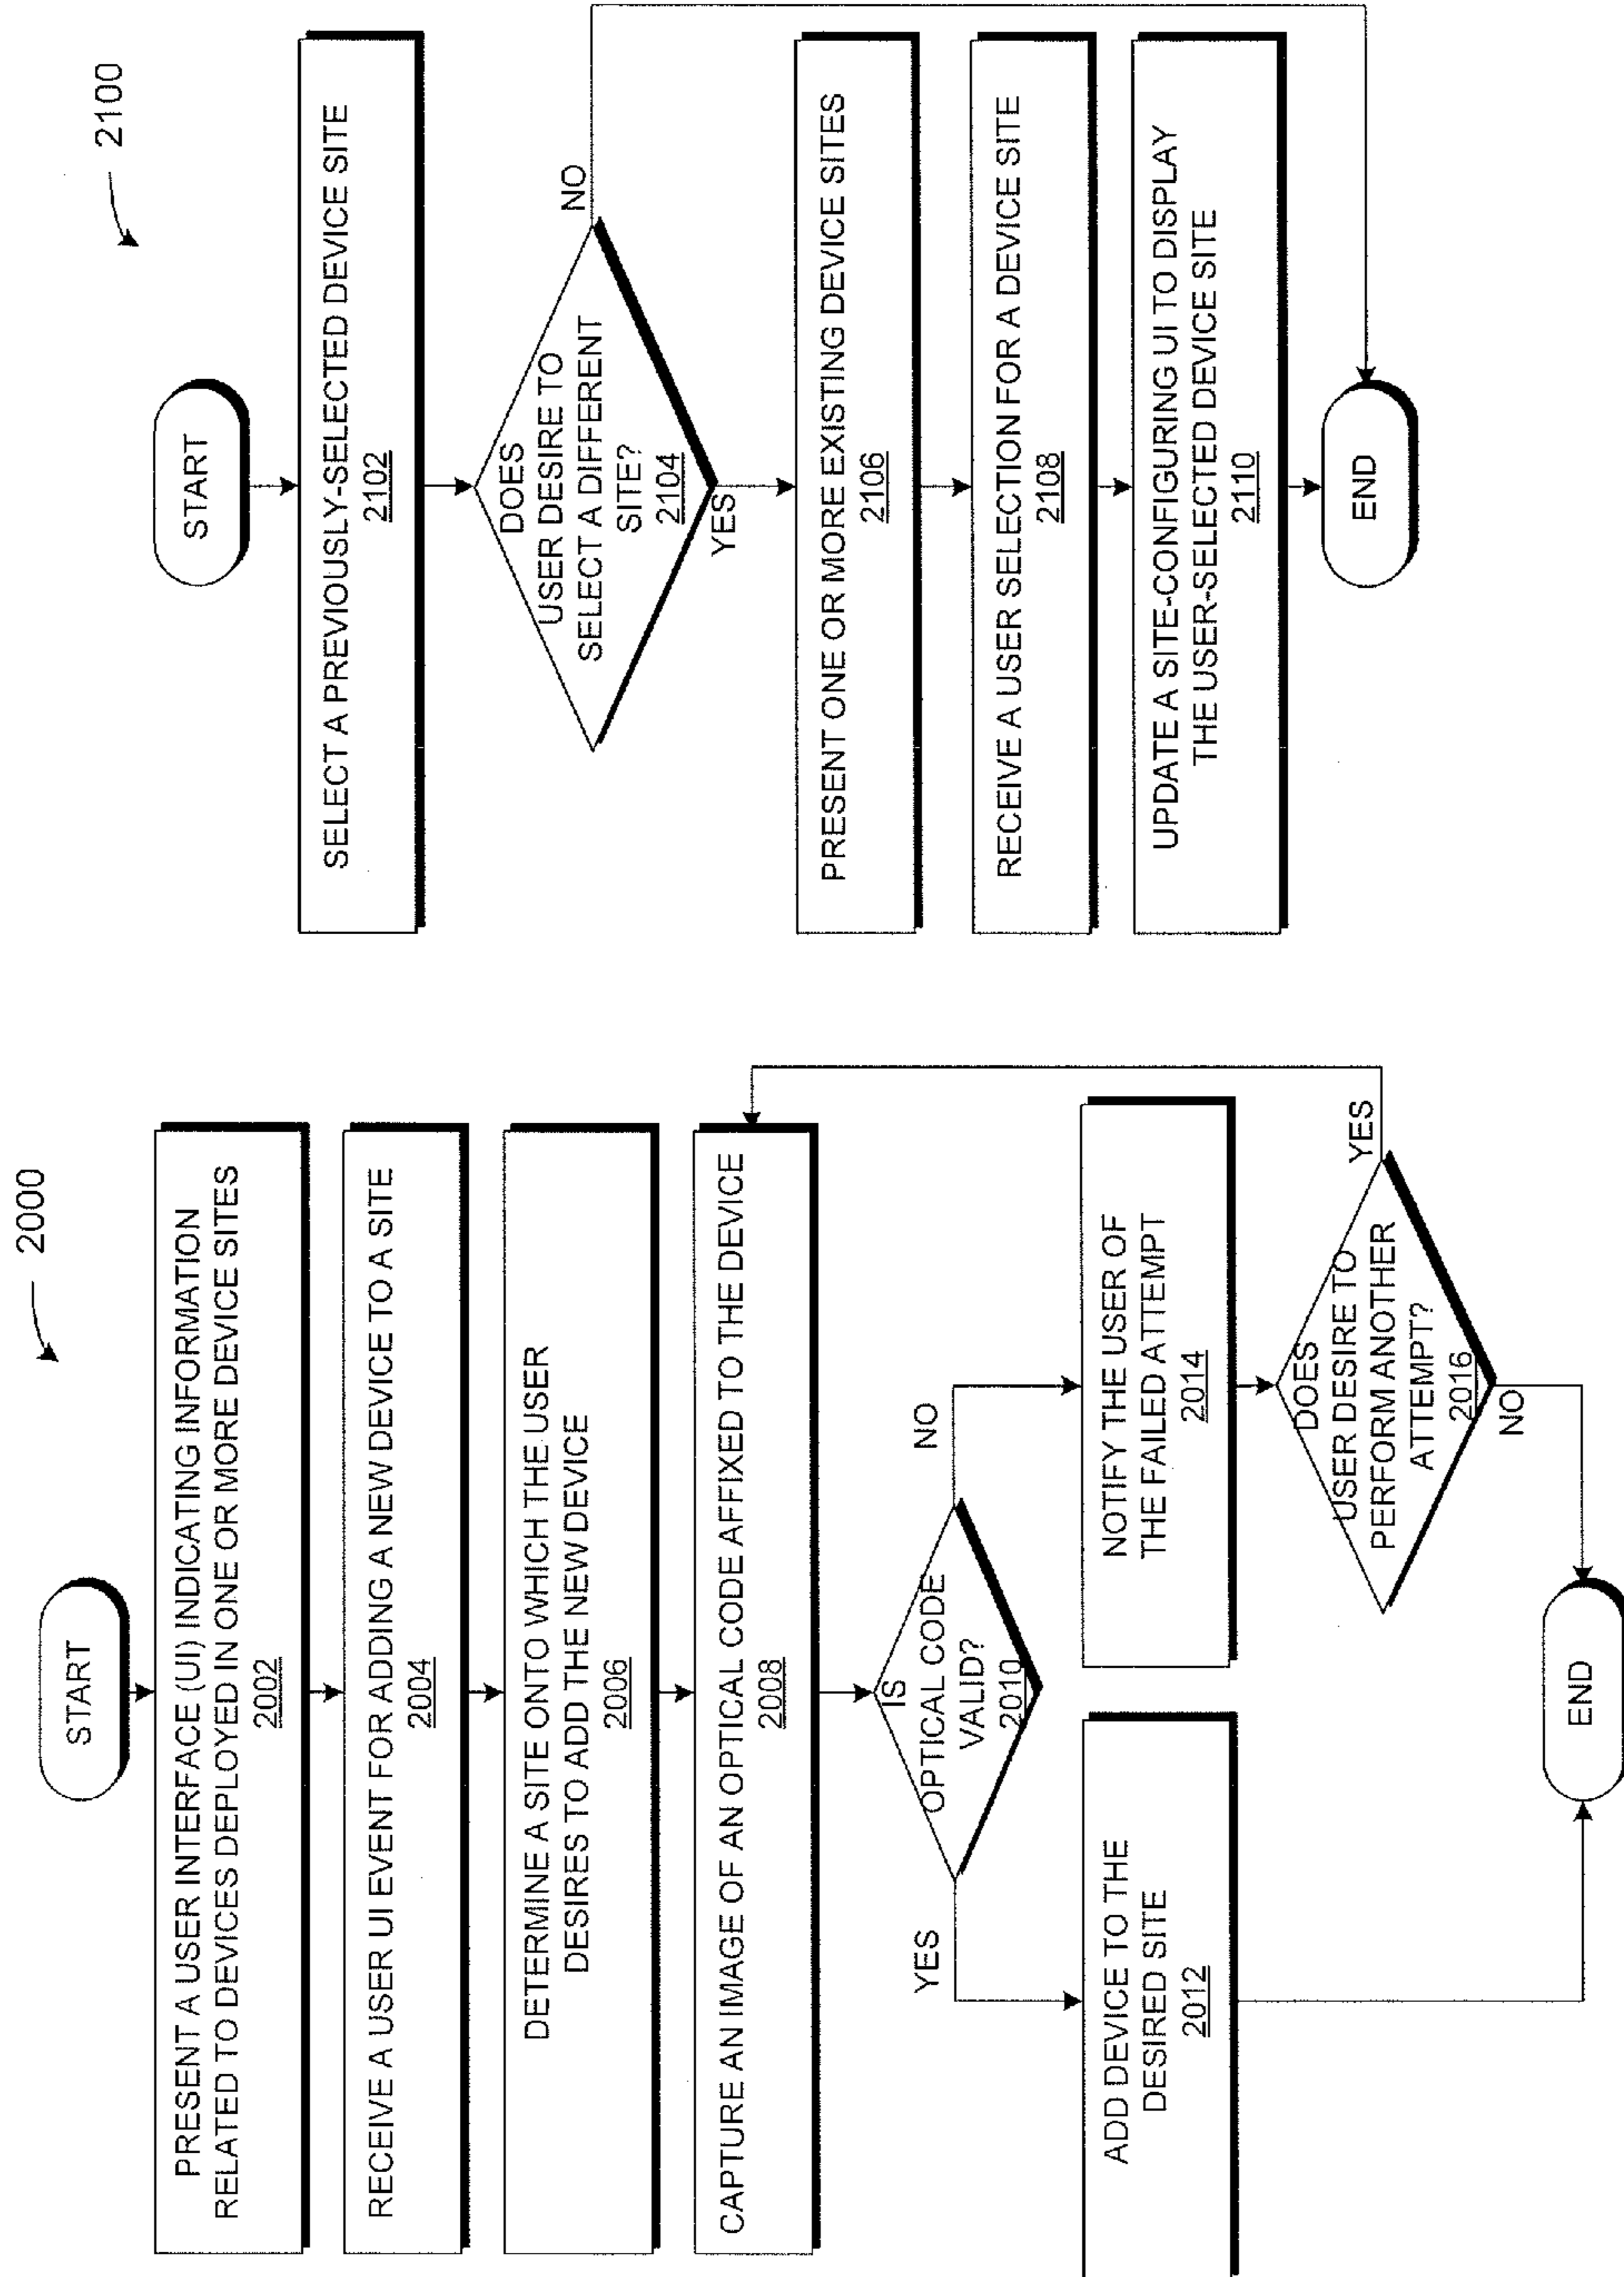 2000
START
PRESENT A USER INTERFACE (UI) INDICATING INFORMATION
RELATED TO DEVICES DEPLOYED IN ONE OR MORE DEVICE SITES
2002
RECEIVE A USER UI EVENT FOR ADDING A NEW DEVICE TO A SITE
2004
DETERMINE A SITE ONTO WHICH THE USER
DESIRES TO ADD THE NEW DEVICE
2006
CAPTURE AN IMAGE OF AN OPTICAL CODE AFFIXED TO THE DEVICE
2008
IS
OPTICAL CODE
VALID?
2010
YES
NO
ADD DEVICE TO THE
DESIRED SITE
2012
NOTIFY THE USER OF
THE FAILED ATTEMPT
2014
DOES
USER DESIRE TO
PERFORM ANOTHER
ATTEMPT?
2016
YES
NO
END
2100
START
SELECT A PREVIOUSLY-SELECTED DEVICE SITE
2102
DOES
USER DESIRE TO
SELECT A DIFFERENT
SITE?
2104
NO
YES
PRESENT ONE OR MORE EXISTING DEVICE SITES
2106
RECEIVE A USER SELECTION FOR A DEVICE SITE
2108
UPDATE A SITE-CONFIGURING UI TO DISPLAY
THE USER-SELECTED DEVICE SITE
2110
END